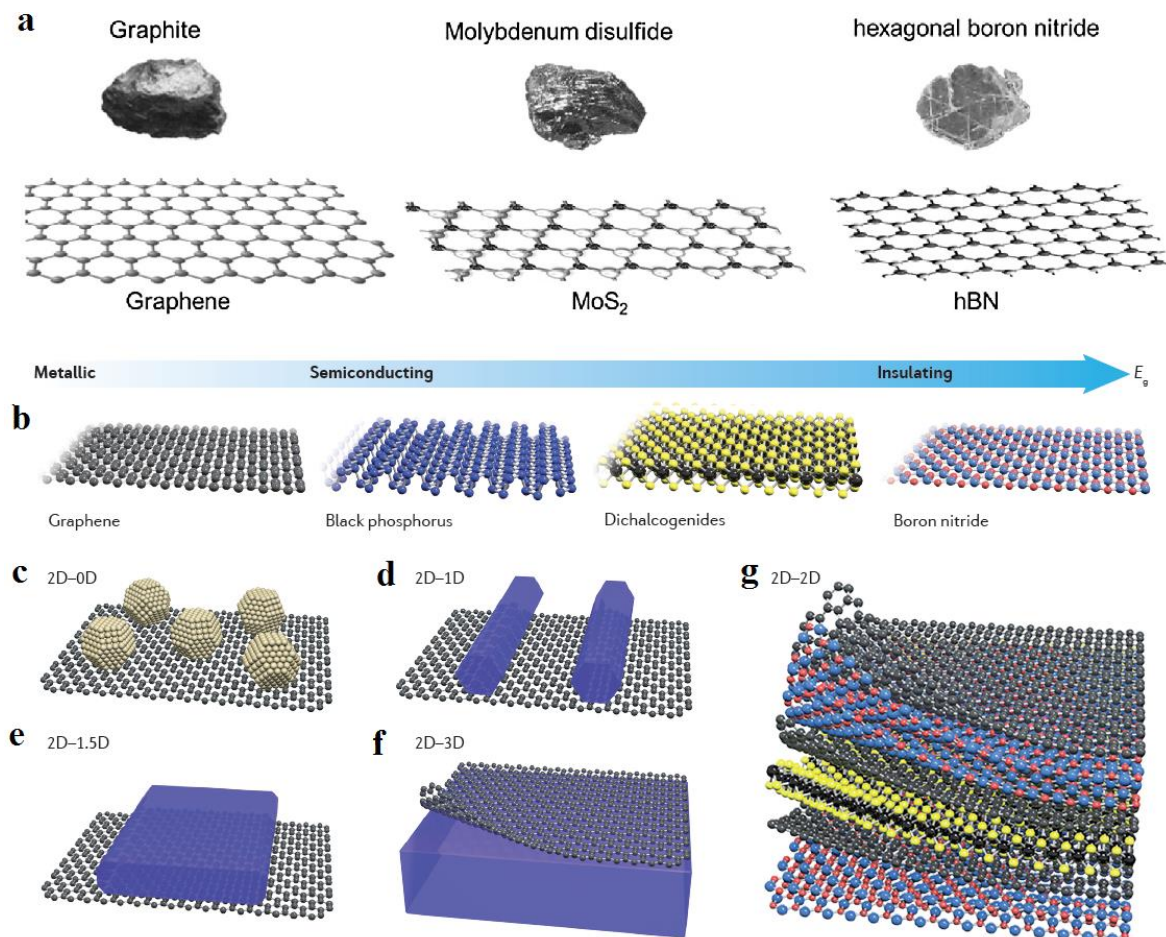 a
Graphite
Molybdenum disulfide
hexagonal boron nitride
Graphene
MoS₂
hBN
Metallic
Semiconducting
Insulating
E_g
b
Graphene
Black phosphorus
Dichalcogenides
Boron nitride
c 2D–0D
d 2D–1D
g 2D–2D
e 2D–1.5D
f 2D–3D